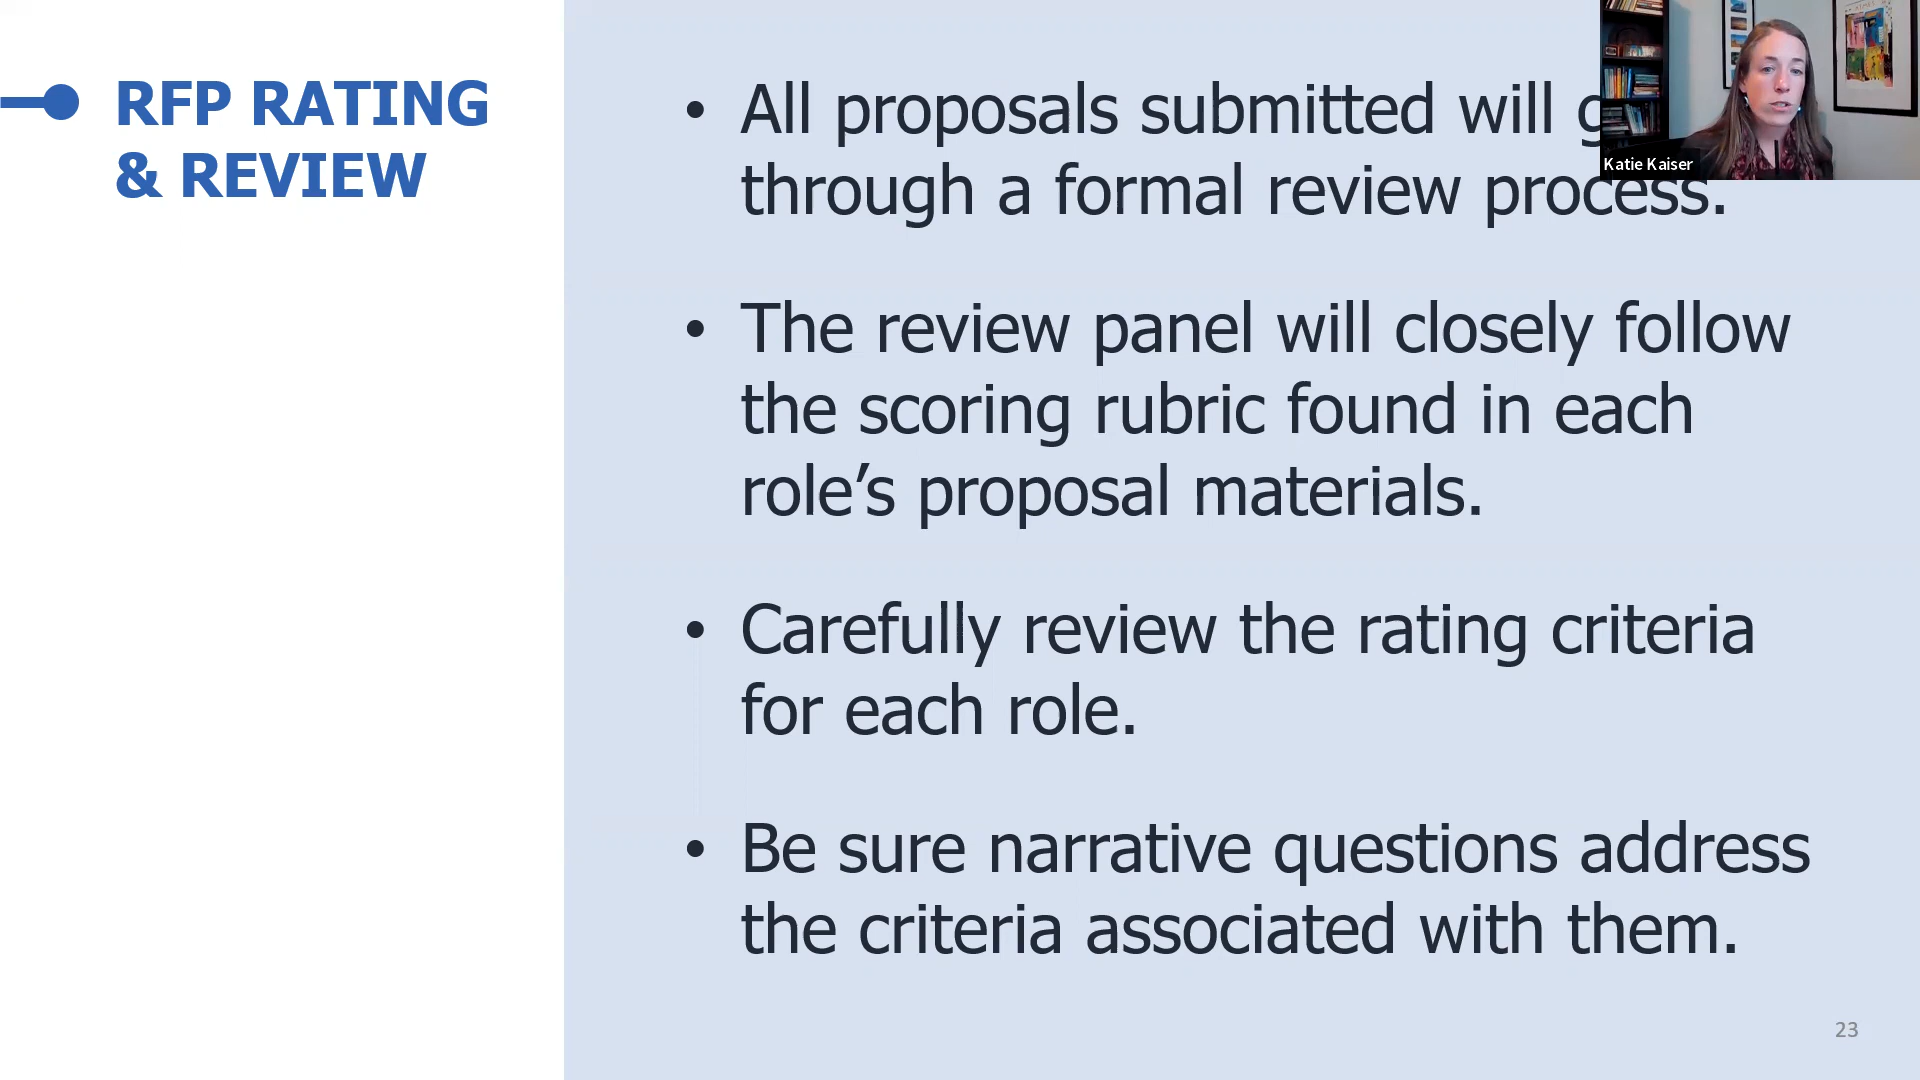 RFP RATING
& REVIEW
• All proposals submitted will
through a formal review process.
• The review panel will closely follow
the scoring rubric found in each
role’s proposal materials.
• Carefully review the rating criteria
for each role.
• Be sure narrative questions address
the criteria associated with them.
Katie Kaiser
23